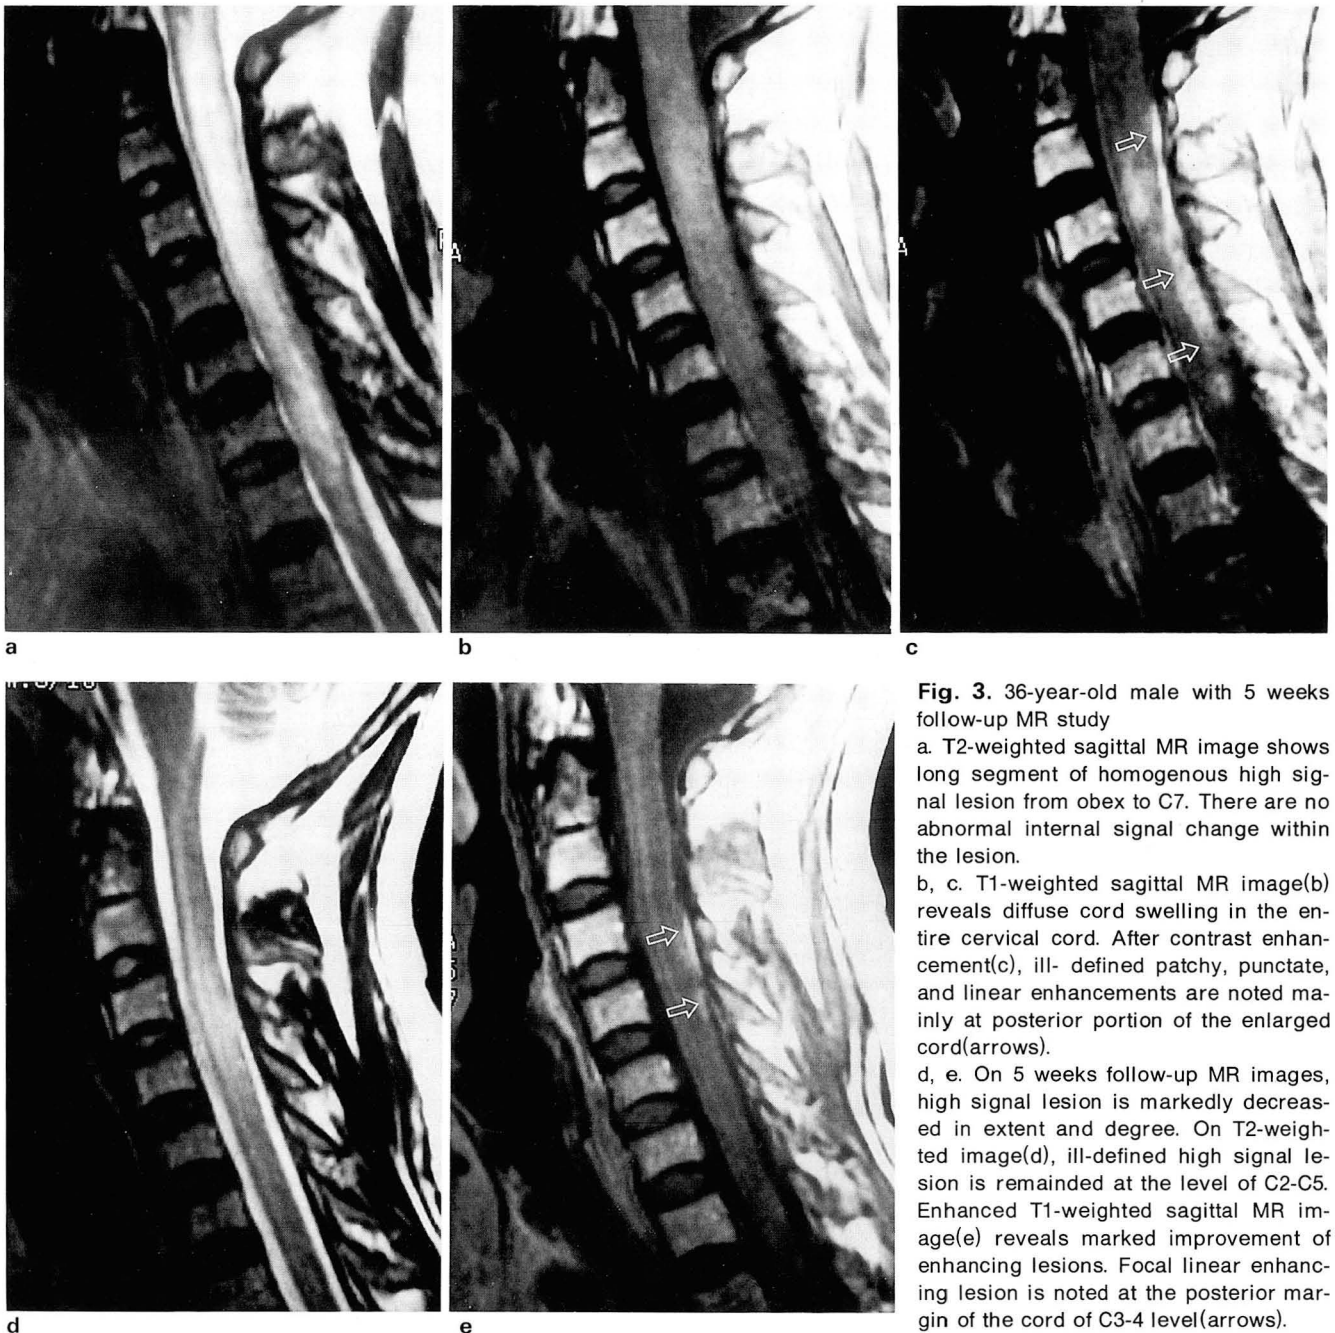 a
b
c
A
A
d
e
Fig. 3. 36-year-old male with 5 weeks
follow-up MR study
a. T2-weighted sagittal MR image shows
long segment of homogenous high sig-
nal lesion from obex to C7. There are no
abnormal internal signal change within
the lesion.
b, c. T1-weighted sagittal MR image(b)
reveals diffuse cord swelling in the en-
tire cervical cord. After contrast enhan-
cement(c), ill- defined patchy, punctate,
and linear enhancements are noted ma-
inly at posterior portion of the enlarged
cord(arrows).
d, e. On 5 weeks follow-up MR images,
high signal lesion is markedly decreas-
ed in extent and degree. On T2-weigh-
ted image(d), ill-defined high signal le-
sion is remainded at the level of C2-C5.
Enhanced T1-weighted sagittal MR im-
age(e) reveals marked improvement of
enhancing lesions. Focal linear enhanc-
ing lesion is noted at the posterior mar-
gin of the cord of C3-4 level(arrows).